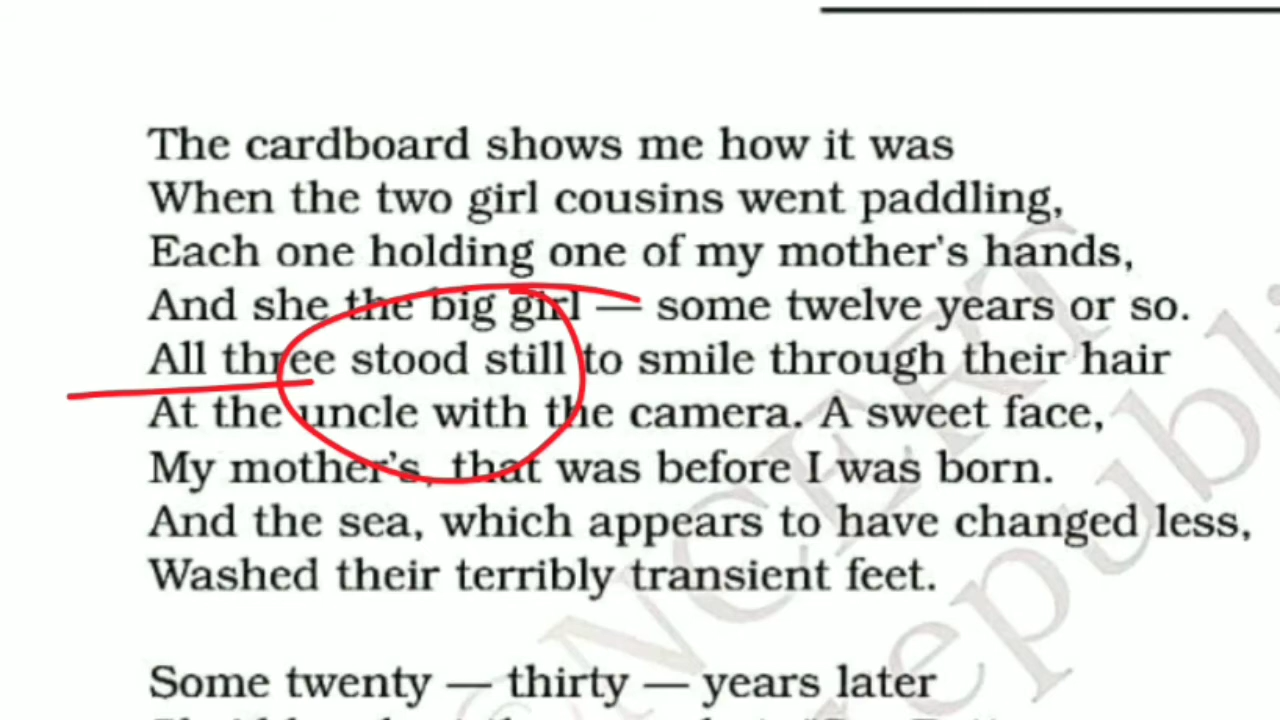 The cardboard shows me how it was
When the two girl cousins went paddling,
Each one holding one of my mother's hands,
And she the big girl — some twelve years or so.
All three stood still to smile through their hair
At the uncle with the camera. A sweet face,
My mother's, that was before I was born.
And the sea, which appears to have changed less,
Washed their terribly transient feet.
Some twenty — thirty — years later
NCERT
republi